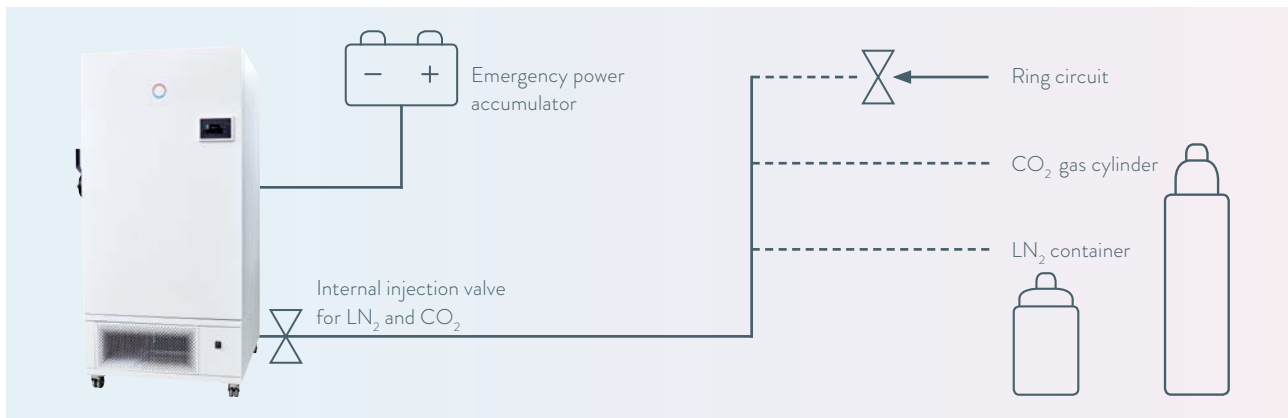 − +
Emergency power
accumulator
Ring circuit
CO₂ gas cylinder
LN₂ container
Internal injection valve
for LN₂ and CO₂